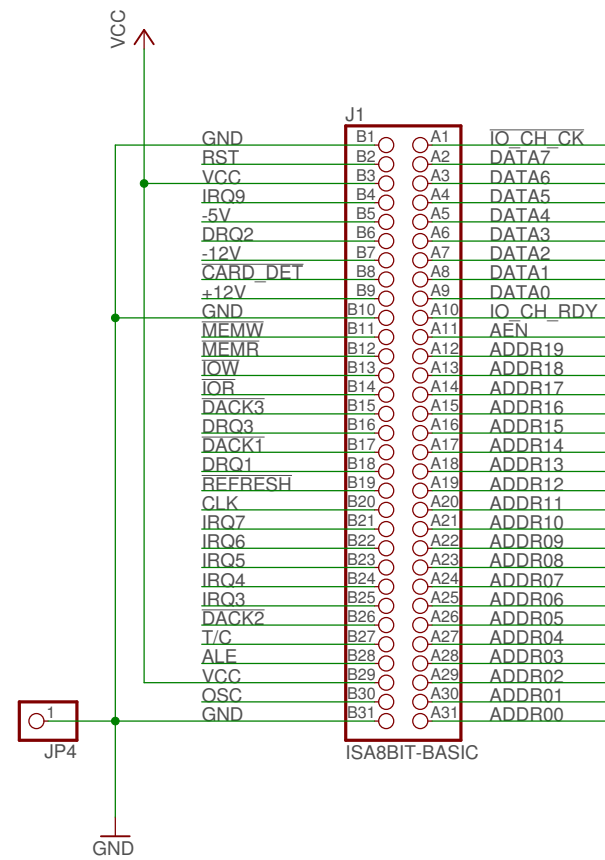 VCC
J1
GND B1 A1 IO_CH_CK
RST B2 A2 DATA7
VCC B3 A3 DATA6
IRQ9 B4 A4 DATA5
-5V B5 A5 DATA4
DRQ2 B6 A6 DATA3
-12V B7 A7 DATA2
CARD_DET B8 A8 DATA1
+12V B9 A9 DATA0
GND B10 A10 IO_CH_RDY
MEMW B11 A11 AEN
MEMR B12 A12 ADDR19
IOW B13 A13 ADDR18
IOR B14 A14 ADDR17
DACK3 B15 A15 ADDR16
DRQ3 B16 A16 ADDR15
DACK1 B17 A17 ADDR14
DRQ1 B18 A18 ADDR13
REFRESH B19 A19 ADDR12
CLK B20 A20 ADDR11
IRQ7 B21 A21 ADDR10
IRQ6 B22 A22 ADDR09
IRQ5 B23 A23 ADDR08
IRQ4 B24 A24 ADDR07
IRQ3 B25 A25 ADDR06
DACK2 B26 A26 ADDR05
T/C B27 A27 ADDR04
ALE B28 A28 ADDR03
VCC B29 A29 ADDR02
OSC B30 A30 ADDR01
1 GND B31 A31 ADDR00
JP4 ISA8BIT-BASIC
GND